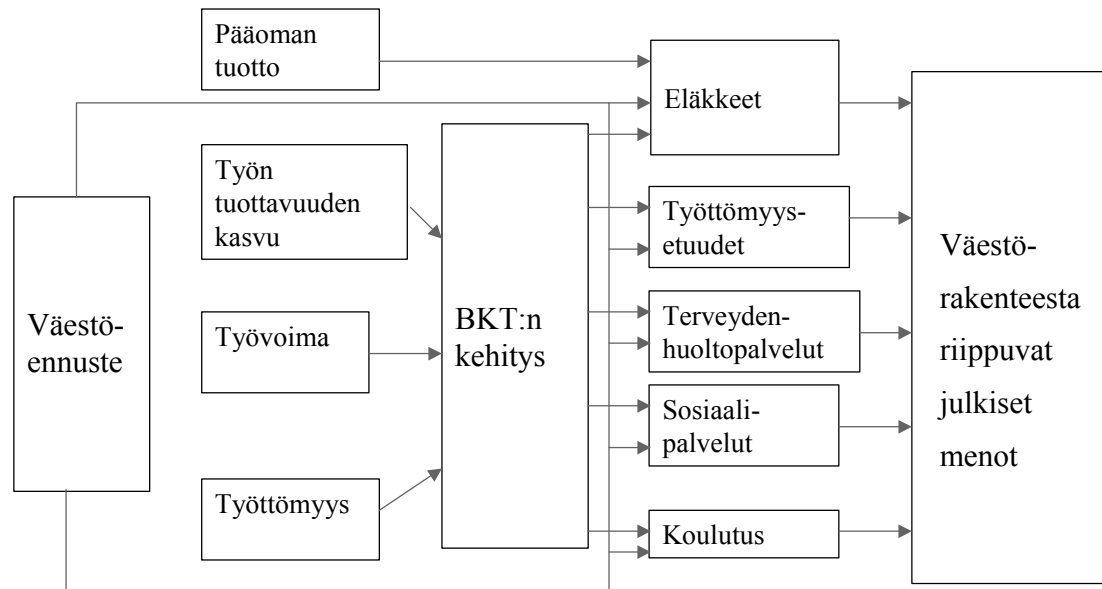 Pääoman
tuotto
Eläkkeet
Työn
tuottavuuden
kasvu
Työttömyys-
etuudet
Väestö-
ennuste
Työvoima
BKT:n
kehitys
Terveyden-
huoltopalvelut
Väestö-
rakenteesta
riippuvat
julkiset
menot
Sosiaali-
palvelut
Työttömyys
Koulutus